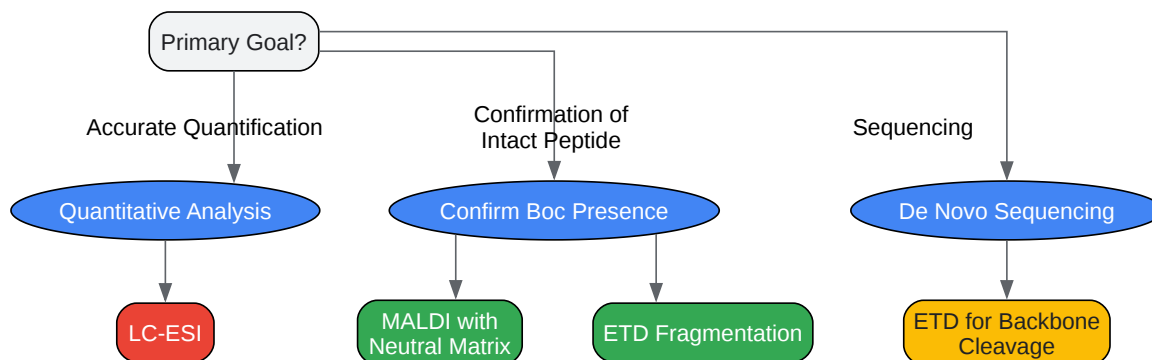 Primary Goal?
Accurate Quantification
Confirmation of
Intact Peptide
Sequencing
Quantitative Analysis
Confirm Boc Presence
De Novo Sequencing
LC-ESI
MALDI with
Neutral Matrix
ETD Fragmentation
ETD for Backbone
Cleavage